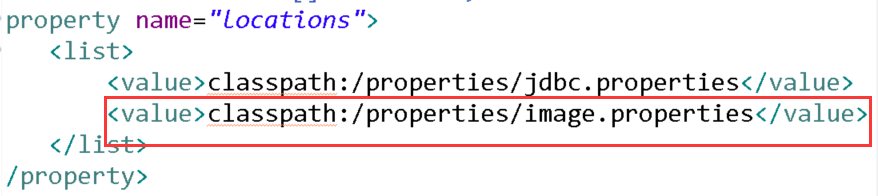 property name="locations">
<list>
<value>classpath:/properties/jdbc.properties</value>
<value>classpath:/properties/image.properties</value>
</list>
/property>